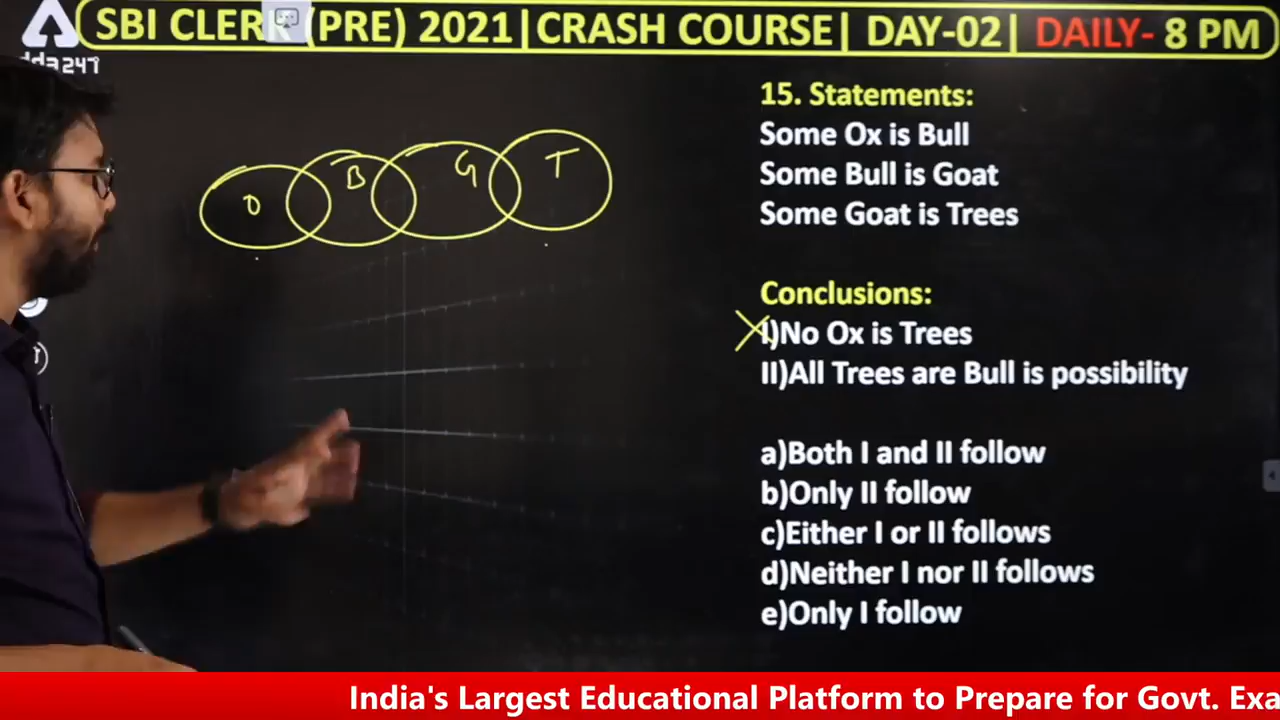 SBI CLERK (PRE) 2021|CRASH COURSE| DAY-02| DAILY- 8 PM
15. Statements:
Some Ox is Bull
Some Bull is Goat
Some Goat is Trees
O B G T
Conclusions:
I)No Ox is Trees
II)All Trees are Bull is possibility
a)Both I and II follow
b)Only II follow
c)Either I or II follows
d)Neither I nor II follows
e)Only I follow
India's Largest Educational Platform to Prepare for Govt. Exa